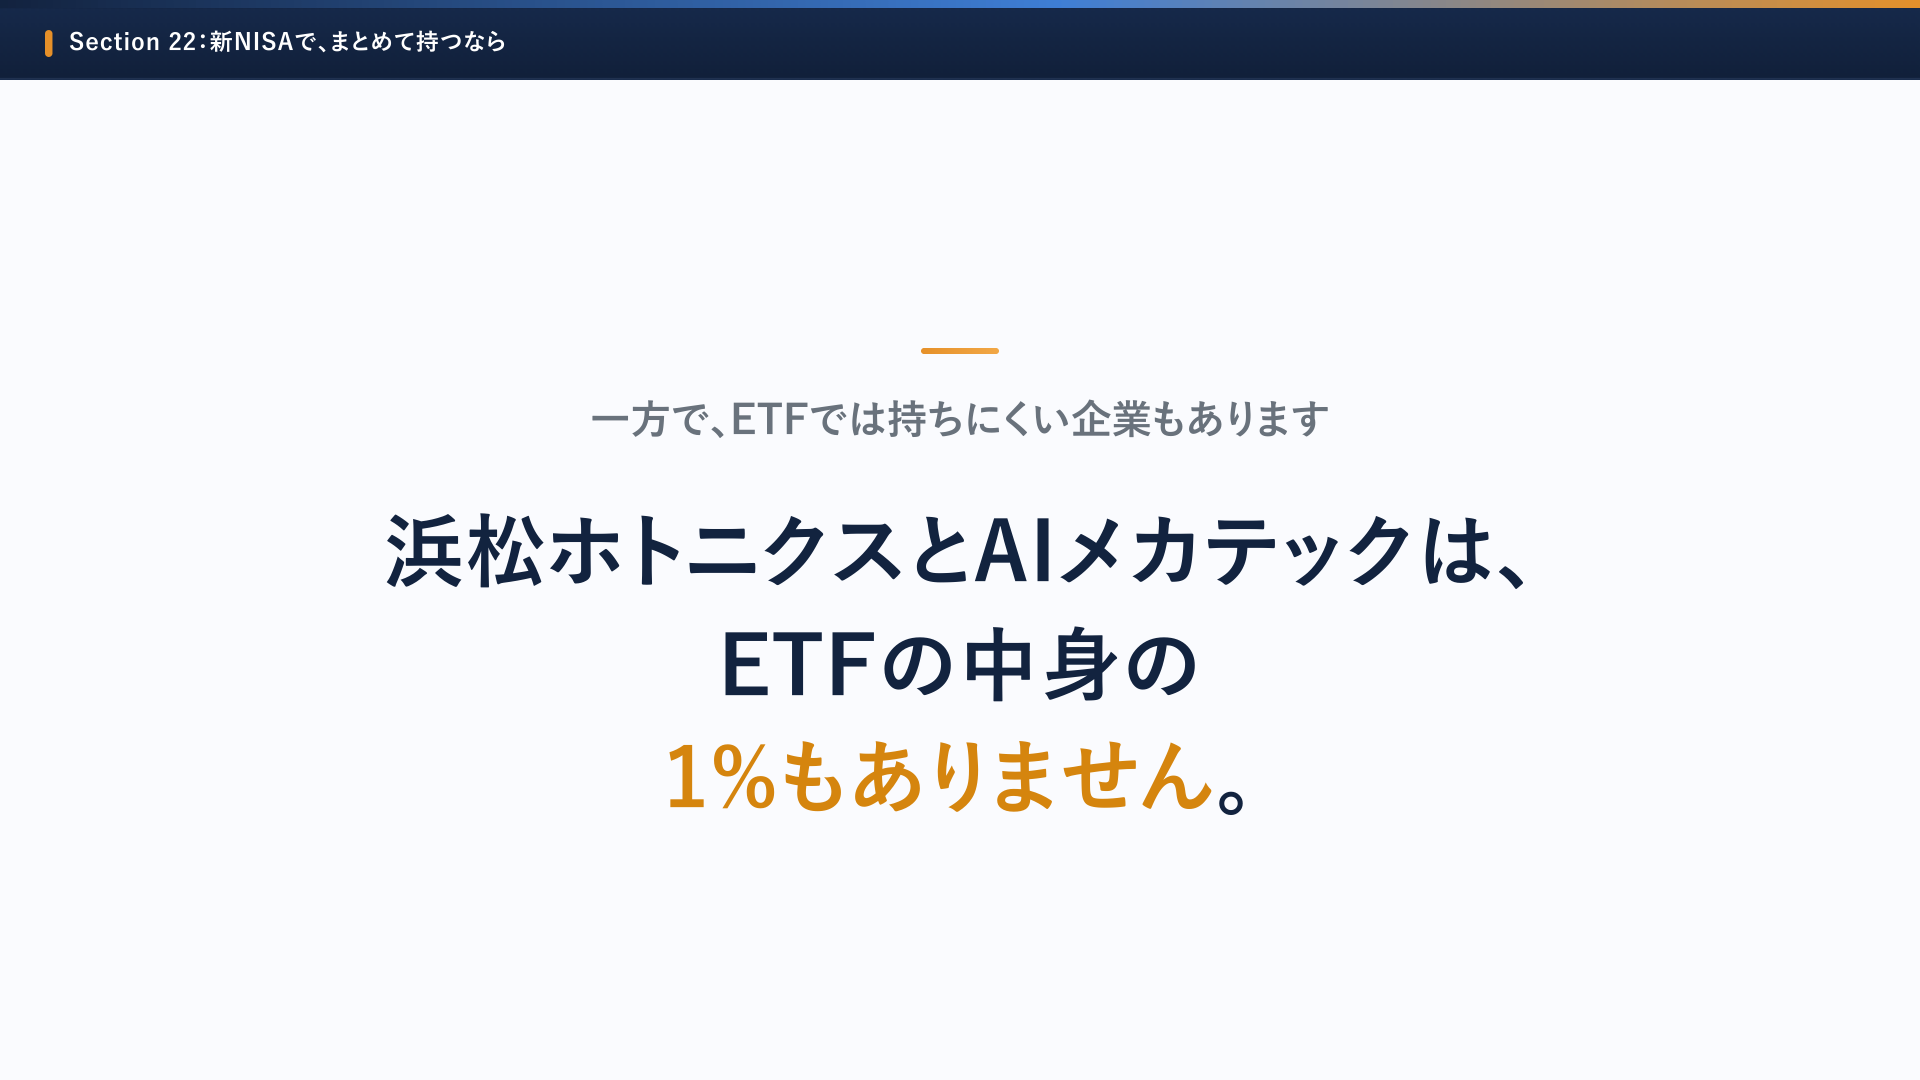 Section 22：新NISAで、まとめて持つなら
一方で、ETFでは持ちにくい企業もあります
浜松ホトニクスとAIメカテックは、
ETFの中身の
1%もありません。